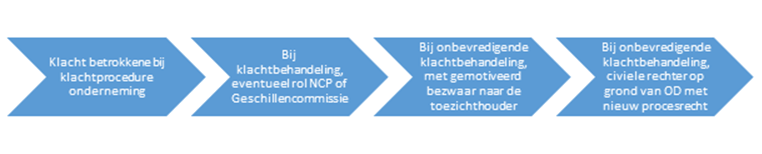 Klacht betrokkene bij
klachtprocedure
onderneming
Bij
klachtbehandeling,
eventueel rol NCP of
Geschillencommissie
Bij onbevredigende
klachtbehandeling,
met gemotiveerd
bezwaar naar de
toezichthouder
Bij onbevredigende
klachtbehandeling,
civiele rechter op
grond van OD met
nieuw procesrecht